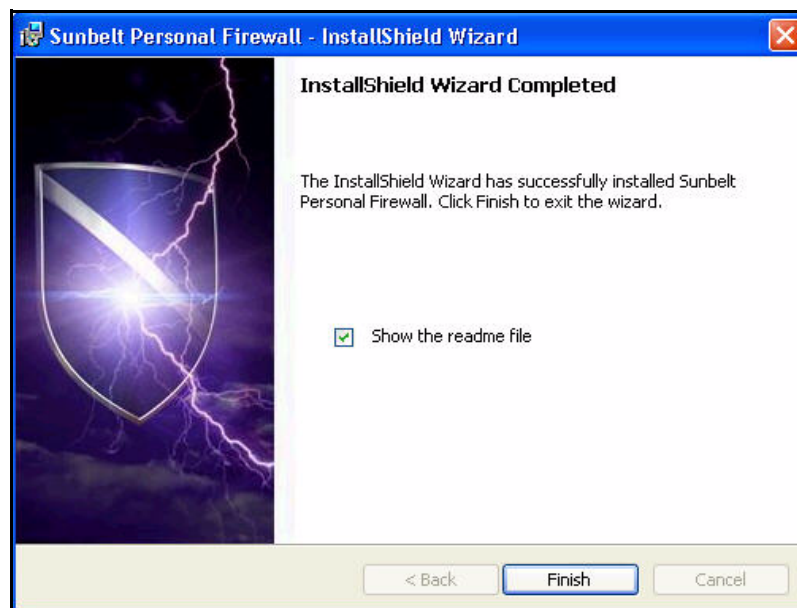 Sunbelt Personal Firewall - InstallShield Wizard
InstallShield Wizard Completed
The InstallShield Wizard has successfully installed Sunbelt
Personal Firewall. Click Finish to exit the wizard.
Show the readme file
< Back
Finish
Cancel